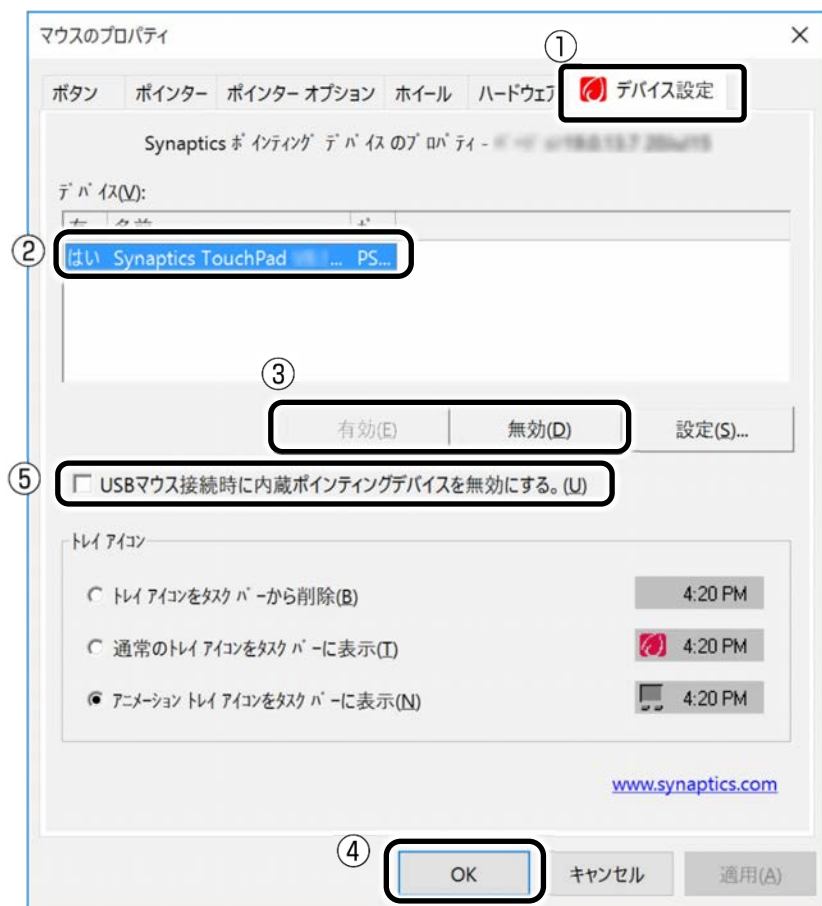 マウスのプロパティ
①
ボタン ポインター ポインター オプション ホイール ハードウェア デバイス設定
Synaptics ポインティング デバイス のプロパティ -
デバイス(V):
名前
② はい Synaptics TouchPad ... PS...
③
有効(E) 無効(D) 設定(S)...
⑤ USBマウス接続時に内蔵ポインティングデバイスを無効にする。(U)
トレイ アイコン
トレイ アイコンをタスク バーから削除(B) 4:20 PM
通常のトレイ アイコンをタスク バーに表示(T) 4:20 PM
アニメーション トレイ アイコンをタスク バーに表示(N) 4:20 PM
www.synaptics.com
④
OK キャンセル 適用(A)